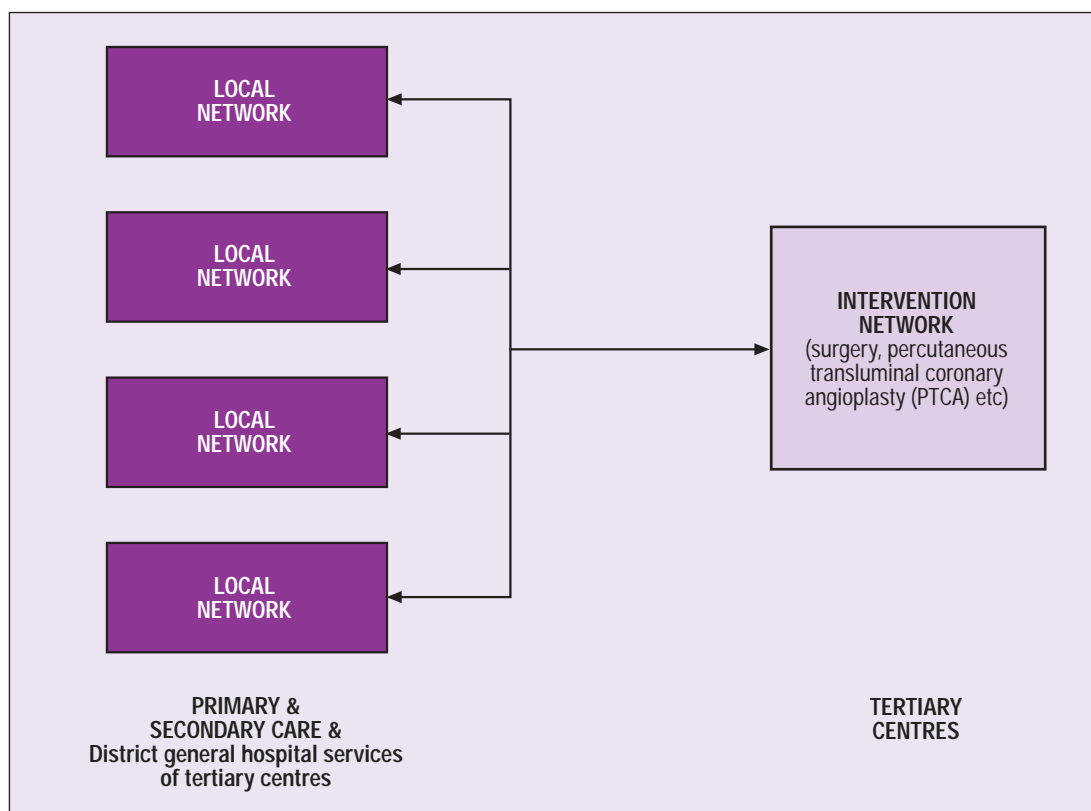 LOCAL
NETWORK
LOCAL
NETWORK
LOCAL
NETWORK
LOCAL
NETWORK
INTERVENTION
NETWORK
(surgery, percutaneous
transluminal coronary
angioplasty (PTCA) etc)
PRIMARY &
SECONDARY CARE &
District general hospital services
of tertiary centres
TERTIARY
CENTRES